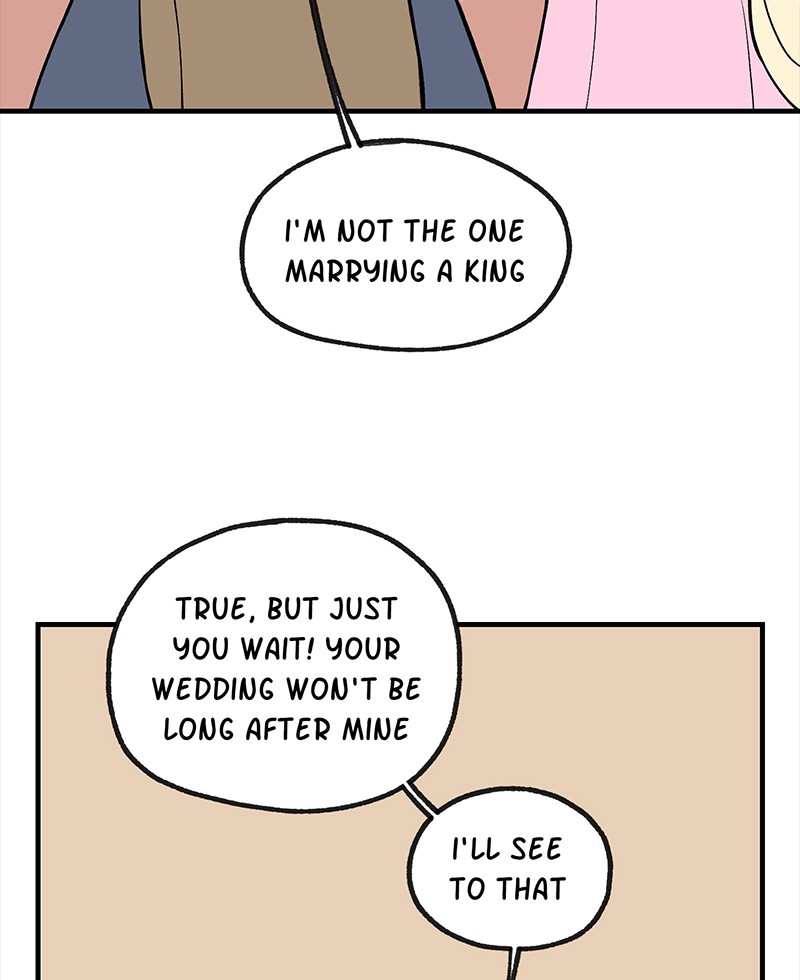 I'M NOT THE ONE
MARRYING A KING
TRUE, BUT JUST
YOU WAIT! YOUR
WEDDING WON'T BE
LONG AFTER MINE
I'LL SEE
TO THAT